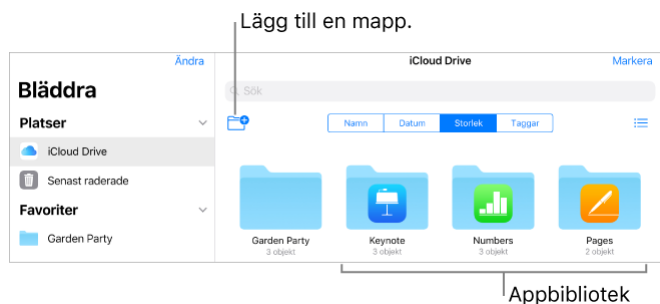 Lägg till en mapp.
Ändra
iCloud Drive
Markera
Bläddra
Sök
Platser
Namn
Datum
Storlek
Taggar
iCloud Drive
Senast raderade
Favoriter
Garden Party
Garden Party
3 objekt
Keynote
3 objekt
Numbers
3 objekt
Pages
2 objekt
Appbibliotek